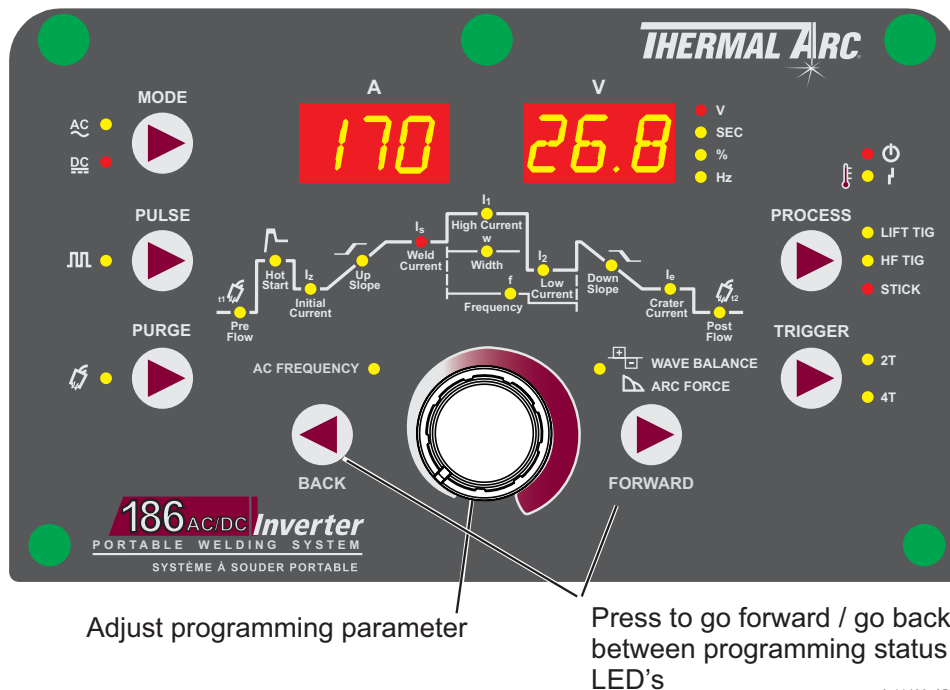 THERMAL ARC
A
V
170
26.8
V
SEC
%
Hz
MODE
AC
DC
PULSE
PURGE
PROCESS
LIFT TIG
HF TIG
STICK
TRIGGER
2T
4T
t1
Pre
Flow
Hot
Start
Iz
Initial
Current
Up
Slope
Is
Weld
Current
I1
High Current
w
Width
f
Frequency
I2
Low
Current
Down
Slope
Ie
Crater
Current
t2
Post
Flow
AC FREQUENCY
WAVE BALANCE
ARC FORCE
BACK
FORWARD
186 AC/DC Inverter
PORTABLE WELDING SYSTEM
SYSTÈME À SOUDER PORTABLE
Adjust programming parameter
Press to go forward / go back
between programming status
LED's